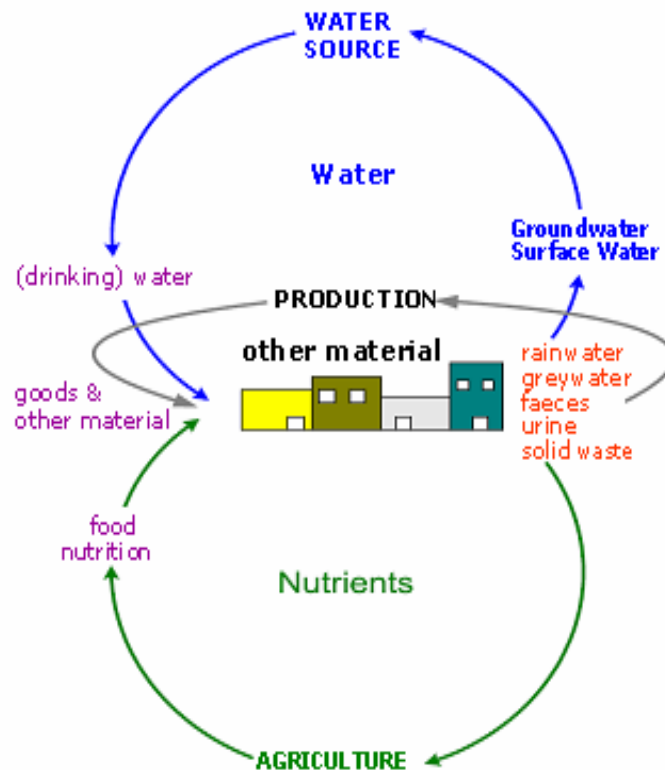 WATER
SOURCE
Water
Groundwater
Surface Water
(drinking) water
PRODUCTION
other material
rainwater
greywater
faeces
urine
solid waste
goods &
other material
food
nutrition
Nutrients
AGRICULTURE